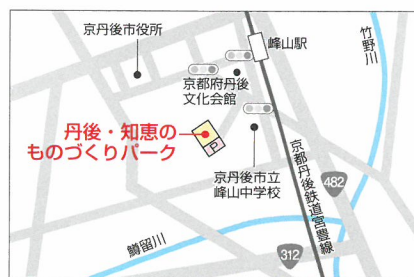 京丹後市役所
峰山駅
竹野川
京都府丹後
文化会館
丹後・知恵の
ものづくりパーク
P
京丹後市立
峰山中学校
京都丹後鉄道宮豊線
482
鱒留川
312